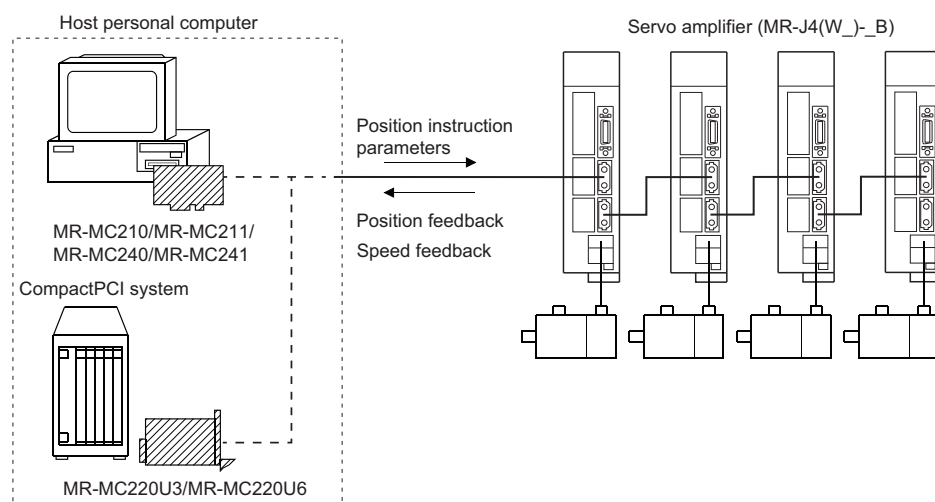 Host personal computer
Servo amplifier (MR-J4(W_)-_B)
Position instruction
parameters
Position feedback
Speed feedback
MR-MC210/MR-MC211/
MR-MC240/MR-MC241
CompactPCI system
MR-MC220U3/MR-MC220U6